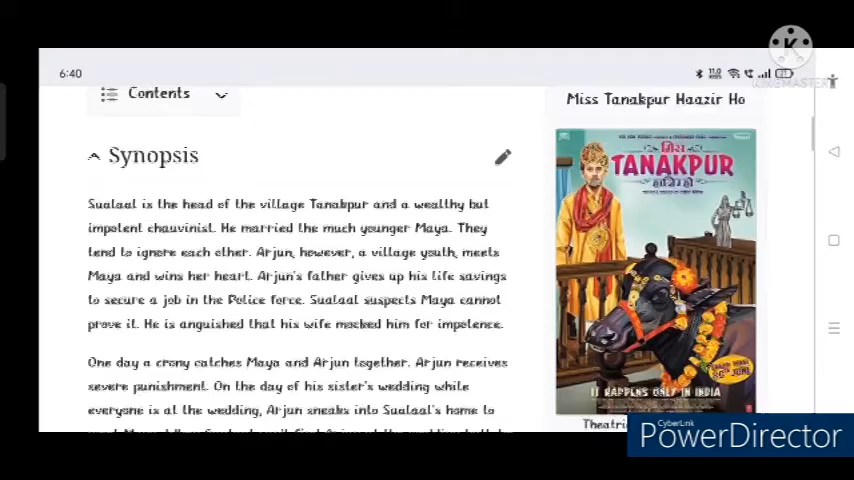 6:40
KINEMASTER
Contents
Miss Tanakpur Haazir Ho
Synopsis
मिस
TANAKPUR
हाज़िर हो
Sualaal is the head of the village Tanakpur and a wealthy but
impotent chauvinist. He married the much younger Maya. They
tend to ignore each other. Arjun, however, a village youth, meets
Maya and wins her heart. Arjun's father gives up his life savings
to secure a job in the Police force. Sualaal suspects Maya cannot
prove it. He is anguished that his wife mocked him for impotence.
One day a crony catches Maya and Arjun together. Arjun receives
severe punishment. On the day of his sister's wedding while
everyone is at the wedding, Arjun sneaks into Sualaal's home to
IT HAPPENS ONLY IN INDIA
CyberLink
PowerDirector